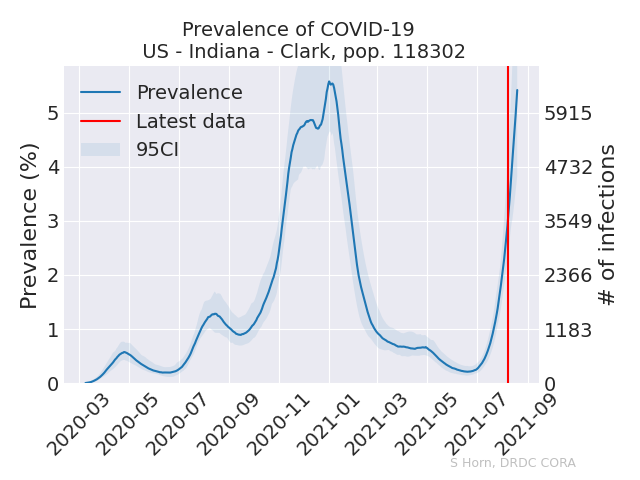 Prevalence of COVID-19
US - Indiana - Clark, pop. 118302
Prevalence
Latest data
95CI
Prevalence (%)
5
4
3
2
1
0
5915
4732
3549
2366
1183
0
# of infections
2020-03
2020-05
2020-07
2020-09
2020-11
2021-01
2021-03
2021-05
2021-07
2021-09
S Horn, DRDC CORA